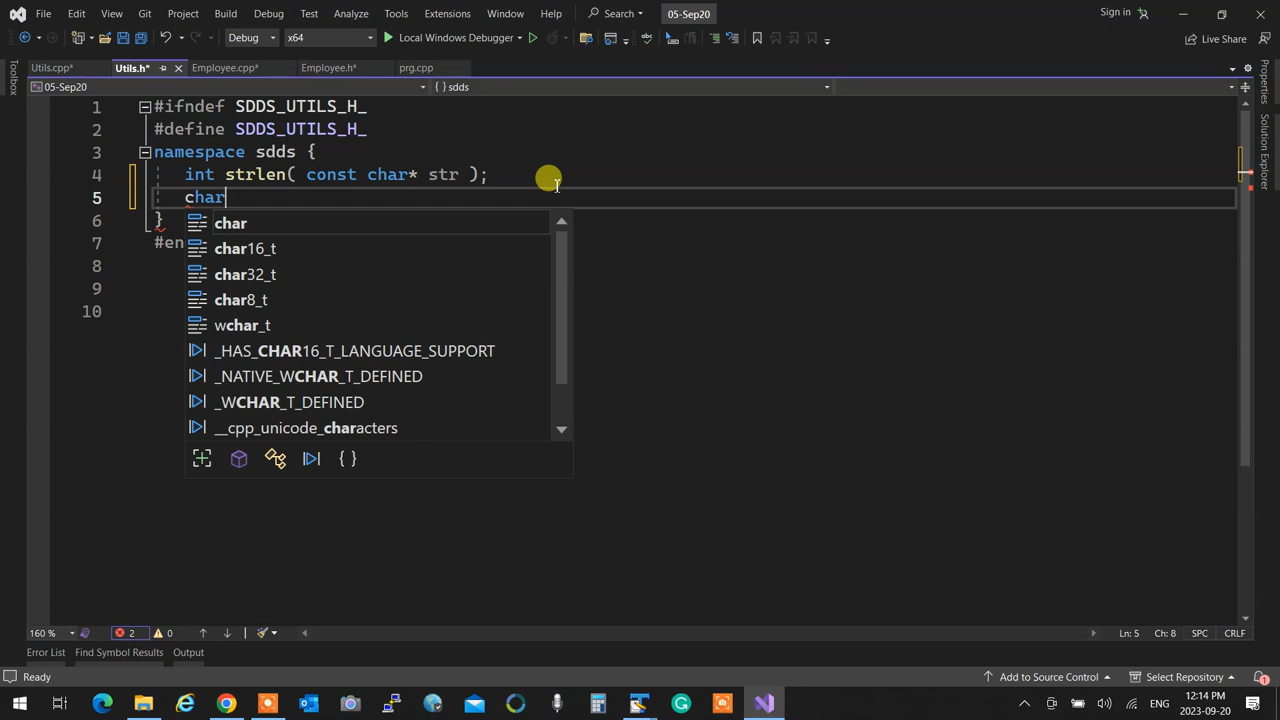 File Edit View Git Project Build Debug Test Analyze Tools Extensions Window Help Search 05-Sep20 Sign in
Debug x64 Local Windows Debugger Live Share
Utils.cpp* Utils.h* Employee.cpp* Employee.h* prg.cpp
05-Sep20 { } sdds
1 #ifndef SDDS_UTILS_H_
2 #define SDDS_UTILS_H_
3 namespace sdds {
4 int strlen( const char* str );
5 char
6 }
7 #en
8
9
10
char
char16_t
char32_t
char8_t
wchar_t
_HAS_CHAR16_T_LANGUAGE_SUPPORT
_NATIVE_WCHAR_T_DEFINED
_WCHAR_T_DEFINED
__cpp_unicode_characters
{ }
Toolbox
Properties
Solution Explorer
160 % 2 0 Ln: 5 Ch: 8 SPC CRLF
Error List Find Symbol Results Output
Ready Add to Source Control Select Repository 1
ENG 12:14 PM
2023-09-20